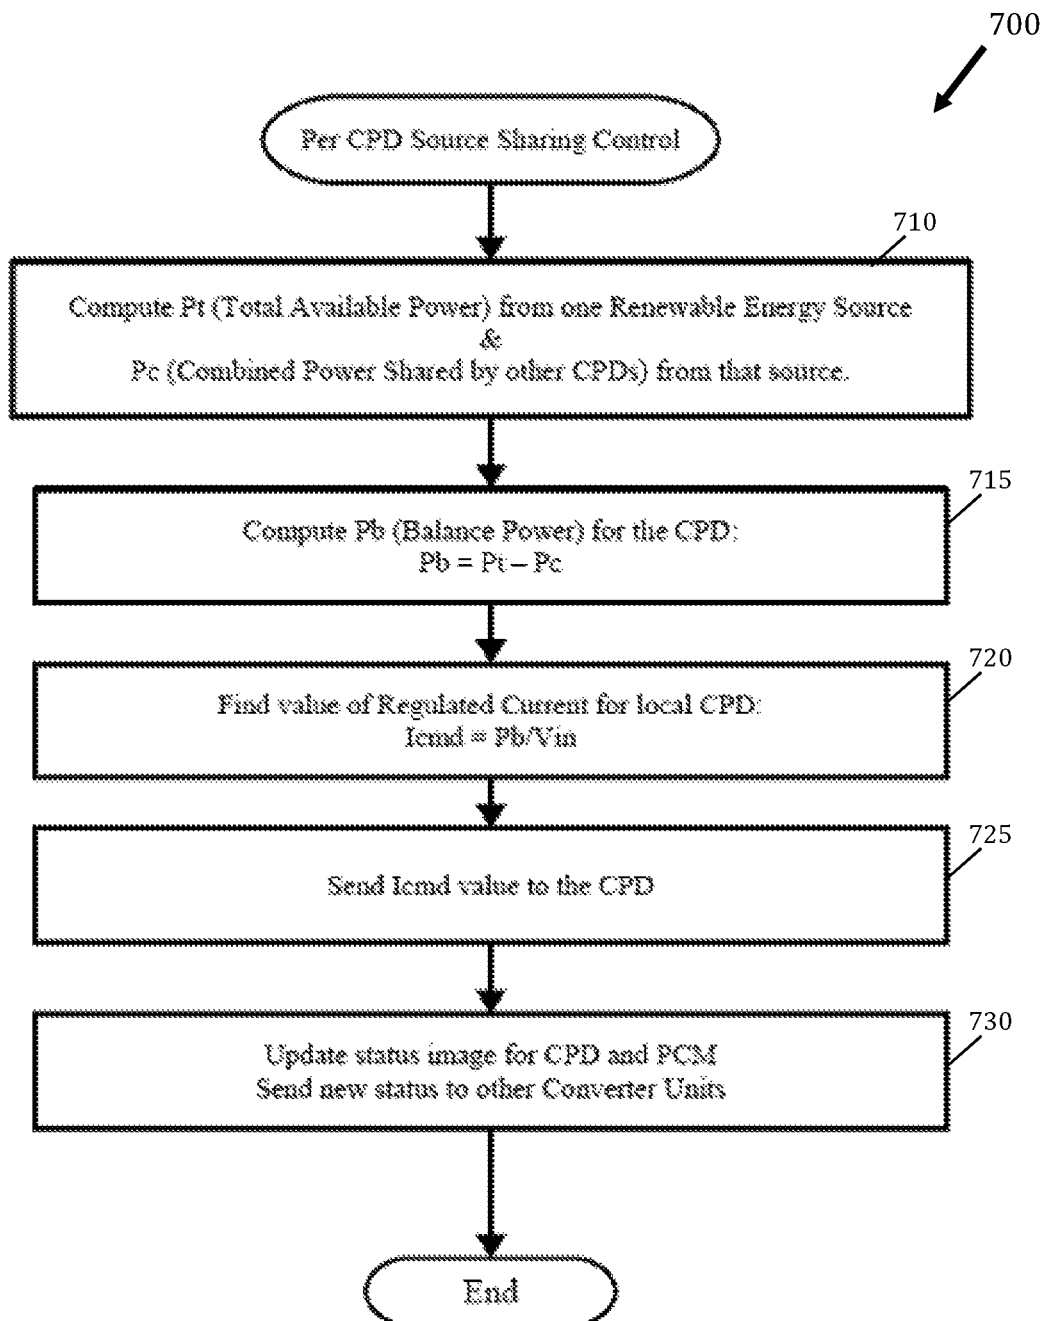 700
Per CPD Source Sharing Control
710
Compute Pt (Total Available Power) from one Renewable Energy Source
&
Pc (Combined Power Shared by other CPDs) from that source.
715
Compute Pb (Balance Power) for the CPD:
Pb = Pt – Pc
720
Find value of Regulated Current for local CPD:
Icmd = Pb/Vin
725
Send Icmd value to the CPD
730
Update status image for CPD and PCM
Send new status to other Converter Units
End